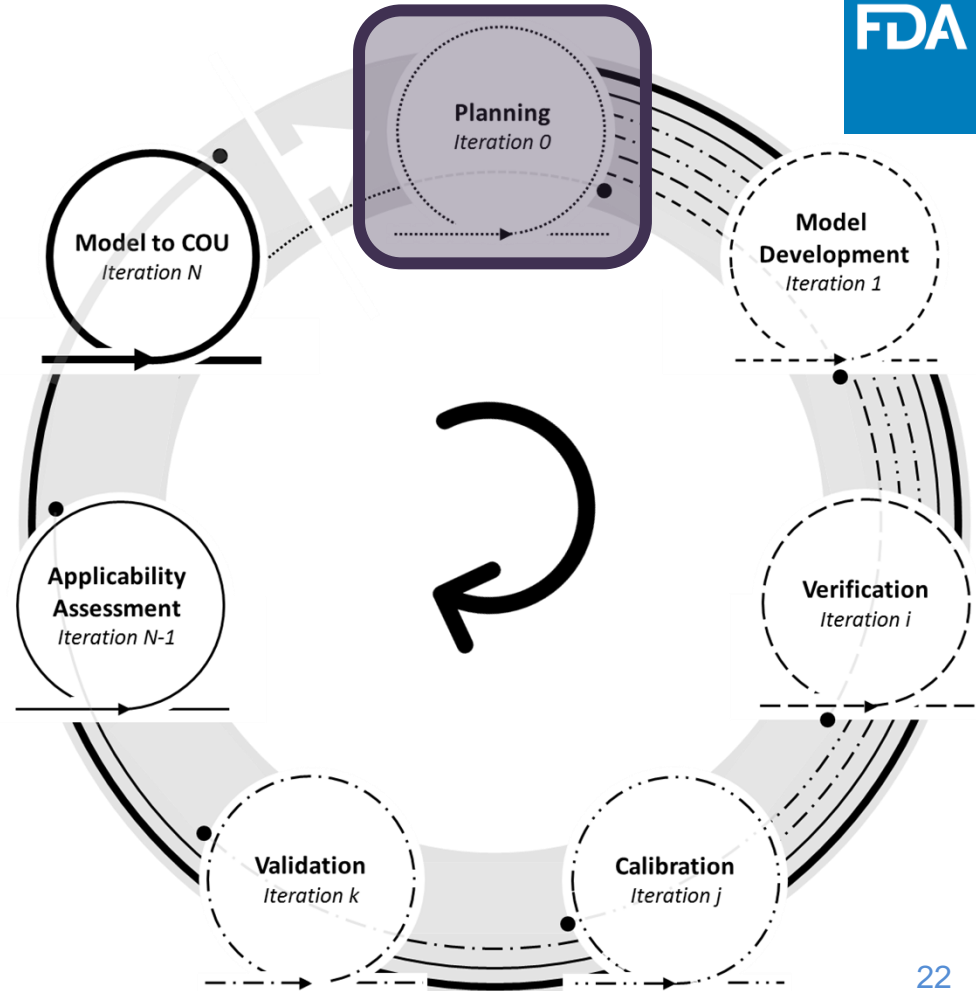 FDA
Planning
Iteration 0
Model
Development
Iteration 1
Model to COU
Iteration N
Verification
Iteration i
Applicability
Assessment
Iteration N-1
Calibration
Iteration j
Validation
Iteration k
22